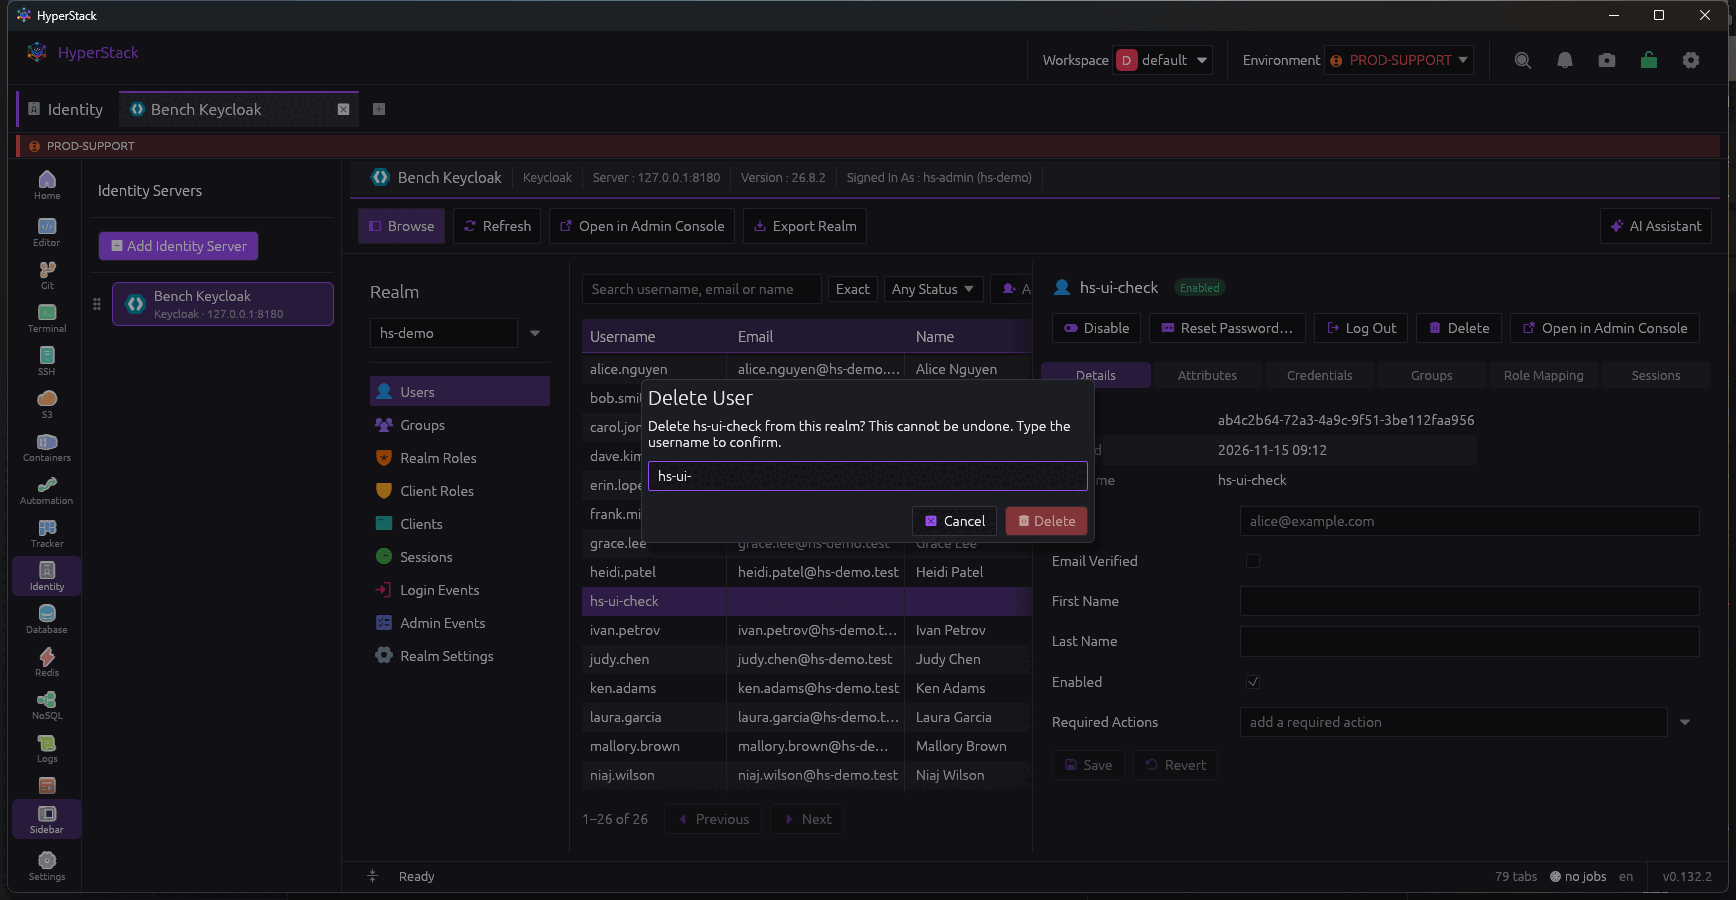 HyperStack
HyperStack
Workspace D default
Environment PROD-SUPPORT
Identity
Bench Keycloak
PROD-SUPPORT
Home
Editor
Git
Terminal
SSH
S3
Containers
Automation
Tracker
Identity
Database
Redis
NoSQL
Logs
Sidebar
Settings
Identity Servers
Add Identity Server
Bench Keycloak
Keycloak · 127.0.0.1:8180
Bench Keycloak
Keycloak
Server : 127.0.0.1:8180
Version : 26.8.2
Signed In As : hs-admin (hs-demo)
Browse
Refresh
Open in Admin Console
Export Realm
AI Assistant
Realm
hs-demo
Users
Groups
Realm Roles
Client Roles
Clients
Sessions
Login Events
Admin Events
Realm Settings
Search username, email or name
Exact
Any Status
A
Username Email Name
alice.nguyen alice.nguyen@hs-demo.... Alice Nguyen
bob.smi
carol.jon
dave.kim
erin.lope
frank.mi
grace.lee grace.lee@hs-demo.test Grace Lee
heidi.patel heidi.patel@hs-demo.test Heidi Patel
hs-ui-check
ivan.petrov ivan.petrov@hs-demo.t... Ivan Petrov
judy.chen judy.chen@hs-demo.test Judy Chen
ken.adams ken.adams@hs-demo.test Ken Adams
laura.garcia laura.garcia@hs-demo.t... Laura Garcia
mallory.brown mallory.brown@hs-de... Mallory Brown
niaj.wilson niaj.wilson@hs-demo.test Niaj Wilson
1–26 of 26
Previous
Next
Delete User
Delete hs-ui-check from this realm? This cannot be undone. Type the
username to confirm.
hs-ui-
Cancel
Delete
hs-ui-check
Enabled
Disable
Reset Password...
Log Out
Delete
Open in Admin Console
Details
Attributes
Credentials
Groups
Role Mapping
Sessions
ab4c2b64-72a3-4a9c-9f51-3be112faa956
d 2026-11-15 09:12
me hs-ui-check
alice@example.com
Email Verified
First Name
Last Name
Enabled
Required Actions add a required action
Save
Revert
Ready
79 tabs
no jobs
en
v0.132.2